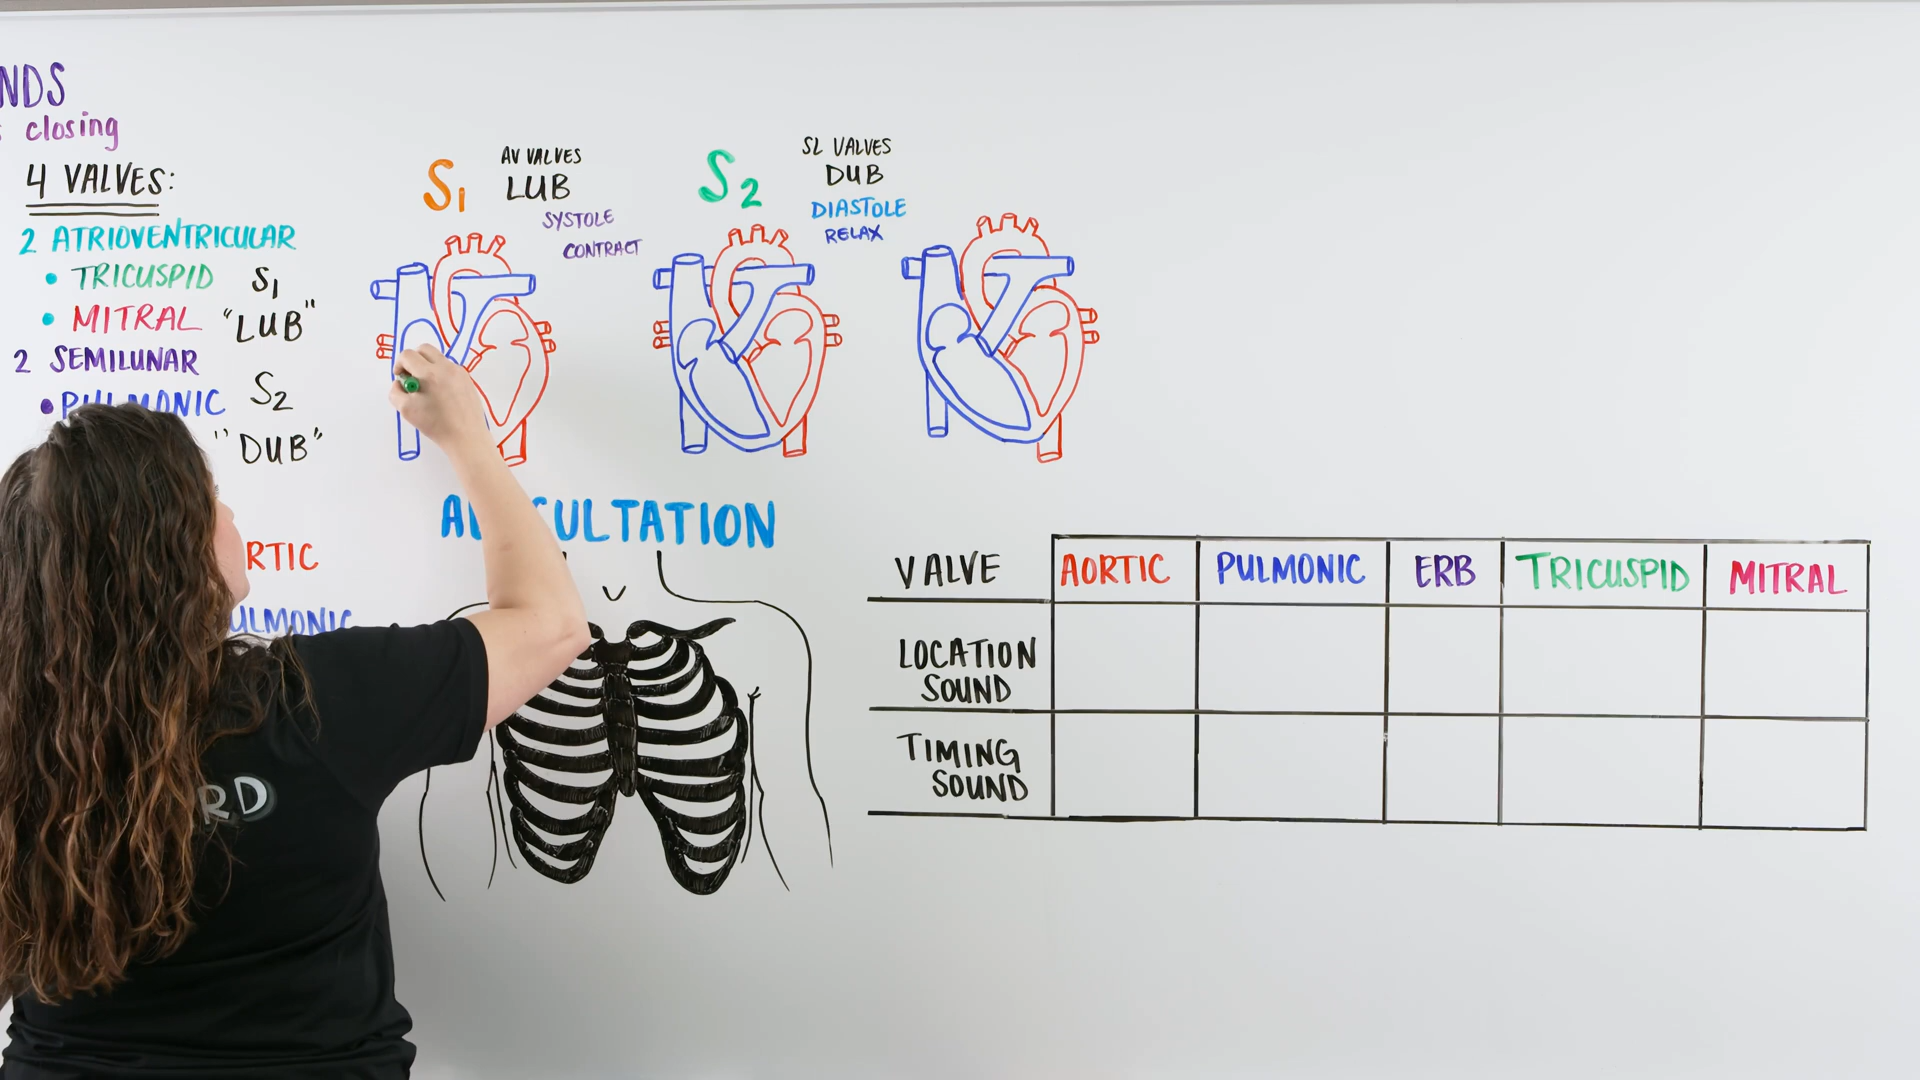 NDS
closing
4 VALVES:
2 ATRIOVENTRICULAR
• TRICUSPID S1
• MITRAL "LUB"
2 SEMILUNAR
• PULMONIC S2
"DUB"
RTIC
ULMONIC
S1
AV VALVES
LUB
SYSTOLE
CONTRACT
S2
SL VALVES
DUB
DIASTOLE
RELAX
VALVE AORTIC PULMONIC ERB TRICUSPID MITRAL
LOCATION
SOUND
TIMING
SOUND
RD